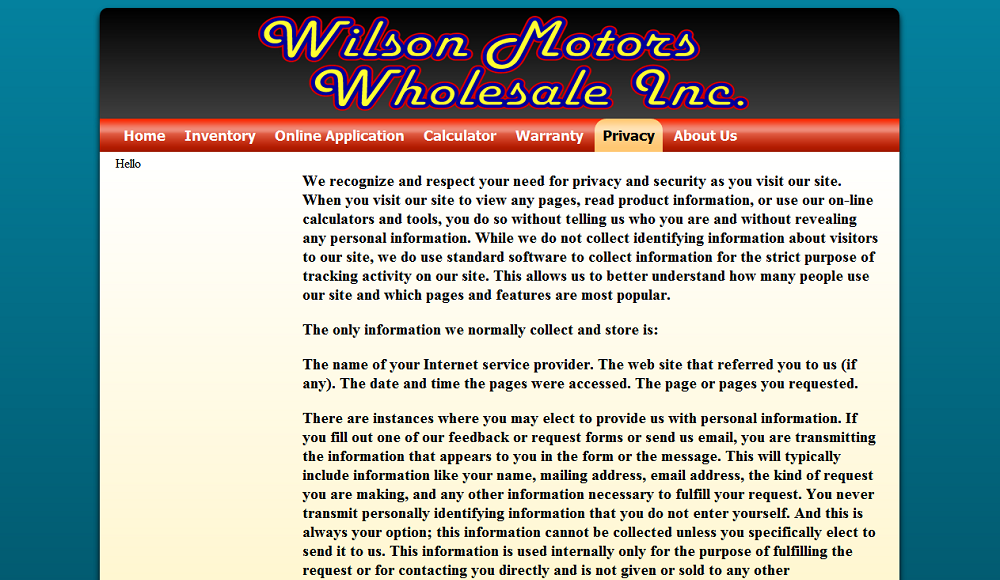 Wilson Motors
Wholesale Inc.
Home Inventory Online Application Calculator Warranty Privacy About Us
Hello
We recognize and respect your need for privacy and security as you visit our site.
When you visit our site to view any pages, read product information, or use our on-line
calculators and tools, you do so without telling us who you are and without revealing
any personal information. While we do not collect identifying information about visitors
to our site, we do use standard software to collect information for the strict purpose of
tracking activity on our site. This allows us to better understand how many people use
our site and which pages and features are most popular.
The only information we normally collect and store is:
The name of your Internet service provider. The web site that referred you to us (if
any). The date and time the pages were accessed. The page or pages you requested.
There are instances where you may elect to provide us with personal information. If
you fill out one of our feedback or request forms or send us email, you are transmitting
the information that appears to you in the form or the message. This will typically
include information like your name, mailing address, email address, the kind of request
you are making, and any other information necessary to fulfill your request. You never
transmit personally identifying information that you do not enter yourself. And this is
always your option; this information cannot be collected unless you specifically elect to
send it to us. This information is used internally only for the purpose of fulfilling the
request or for contacting you directly and is not given or sold to any other